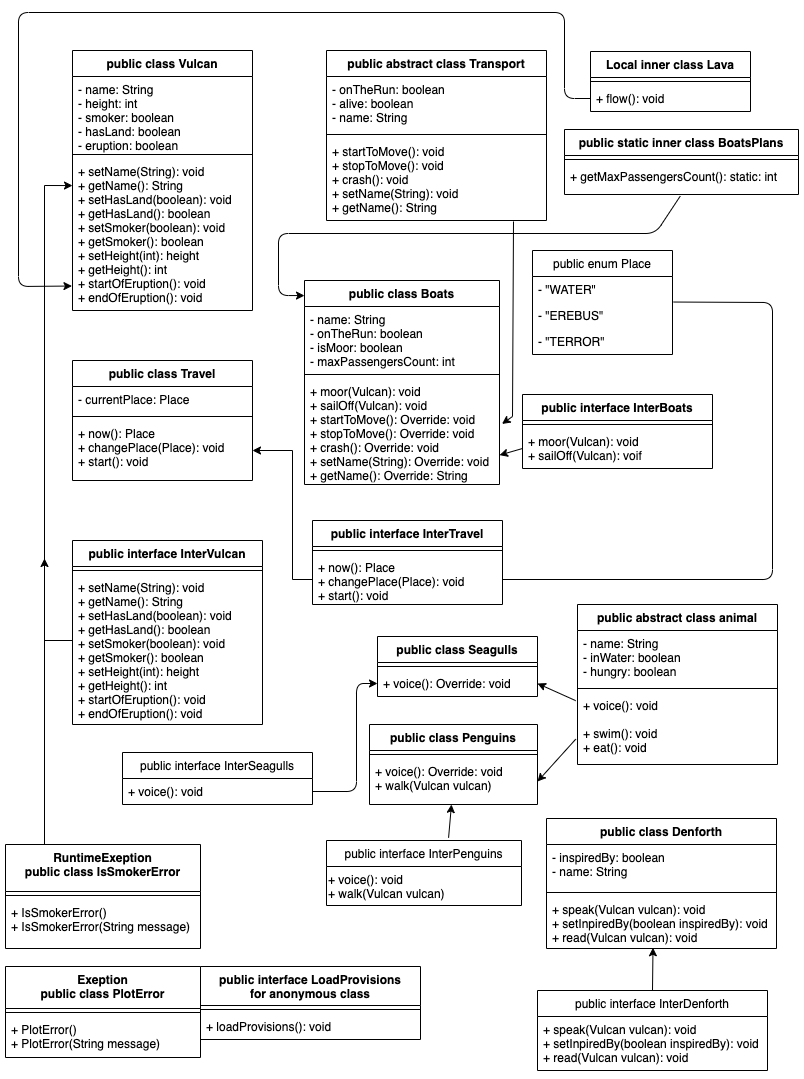 public class Vulcan
- name: String
- height: int
- smoker: boolean
- hasLand: boolean
- eruption: boolean
+ setName(String): void
+ getName(): String
+ setHasLand(boolean): void
+ getHasLand(): boolean
+ setSmoker(boolean): void
+ getSmoker(): boolean
+ setHeight(int): height
+ getHeight(): int
+ startOfEruption(): void
+ endOfEruption(): void
public abstract class Transport
- onTheRun: boolean
- alive: boolean
- name: String
+ startToMove(): void
+ stopToMove(): void
+ crash(): void
+ setName(String): void
+ getName(): String
Local inner class Lava
+ flow(): void
public static inner class BoatsPlans
+ getMaxPassengersCount(): static: int
public enum Place
- "WATER"
- "EREBUS"
- "TERROR"
public class Boats
- name: String
- onTheRun: boolean
- isMoor: boolean
- maxPassengersCount: int
+ moor(Vulcan): void
+ sailOff(Vulcan): void
+ startToMove(): Override: void
+ stopToMove(): Override: void
+ crash(): Override: void
+ setName(String): Override: void
+ getName(): Override: String
public class Travel
- currentPlace: Place
+ now(): Place
+ changePlace(Place): void
+ start(): void
public interface InterBoats
+ moor(Vulcan): void
+ sailOff(Vulcan): voif
public interface InterTravel
+ now(): Place
+ changePlace(Place): void
+ start(): void
public interface InterVulcan
+ setName(String): void
+ getName(): String
+ setHasLand(boolean): void
+ getHasLand(): boolean
+ setSmoker(boolean): void
+ getSmoker(): boolean
+ setHeight(int): height
+ getHeight(): int
+ startOfEruption(): void
+ endOfEruption(): void
public abstract class animal
- name: String
- inWater: boolean
- hungry: boolean
+ voice(): void
+ swim(): void
+ eat(): void
public class Seagulls
+ voice(): Override: void
public class Penguins
+ voice(): Override: void
+ walk(Vulcan vulcan)
public interface InterSeagulls
+ voice(): void
public interface InterPenguins
+ voice(): void
+ walk(Vulcan vulcan)
public class Denforth
- inspiredBy: boolean
- name: String
+ speak(Vulcan vulcan): void
+ setInpiredBy(boolean inspiredBy): void
+ read(Vulcan vulcan): void
RuntimeExeption
public class IsSmokerError
+ IsSmokerError()
+ IsSmokerError(String message)
Exeption
public class PlotError
+ PlotError()
+ PlotError(String message)
public interface LoadProvisions
for anonymous class
+ loadProvisions(): void
public interface InterDenforth
+ speak(Vulcan vulcan): void
+ setInpiredBy(boolean inspiredBy): void
+ read(Vulcan vulcan): void